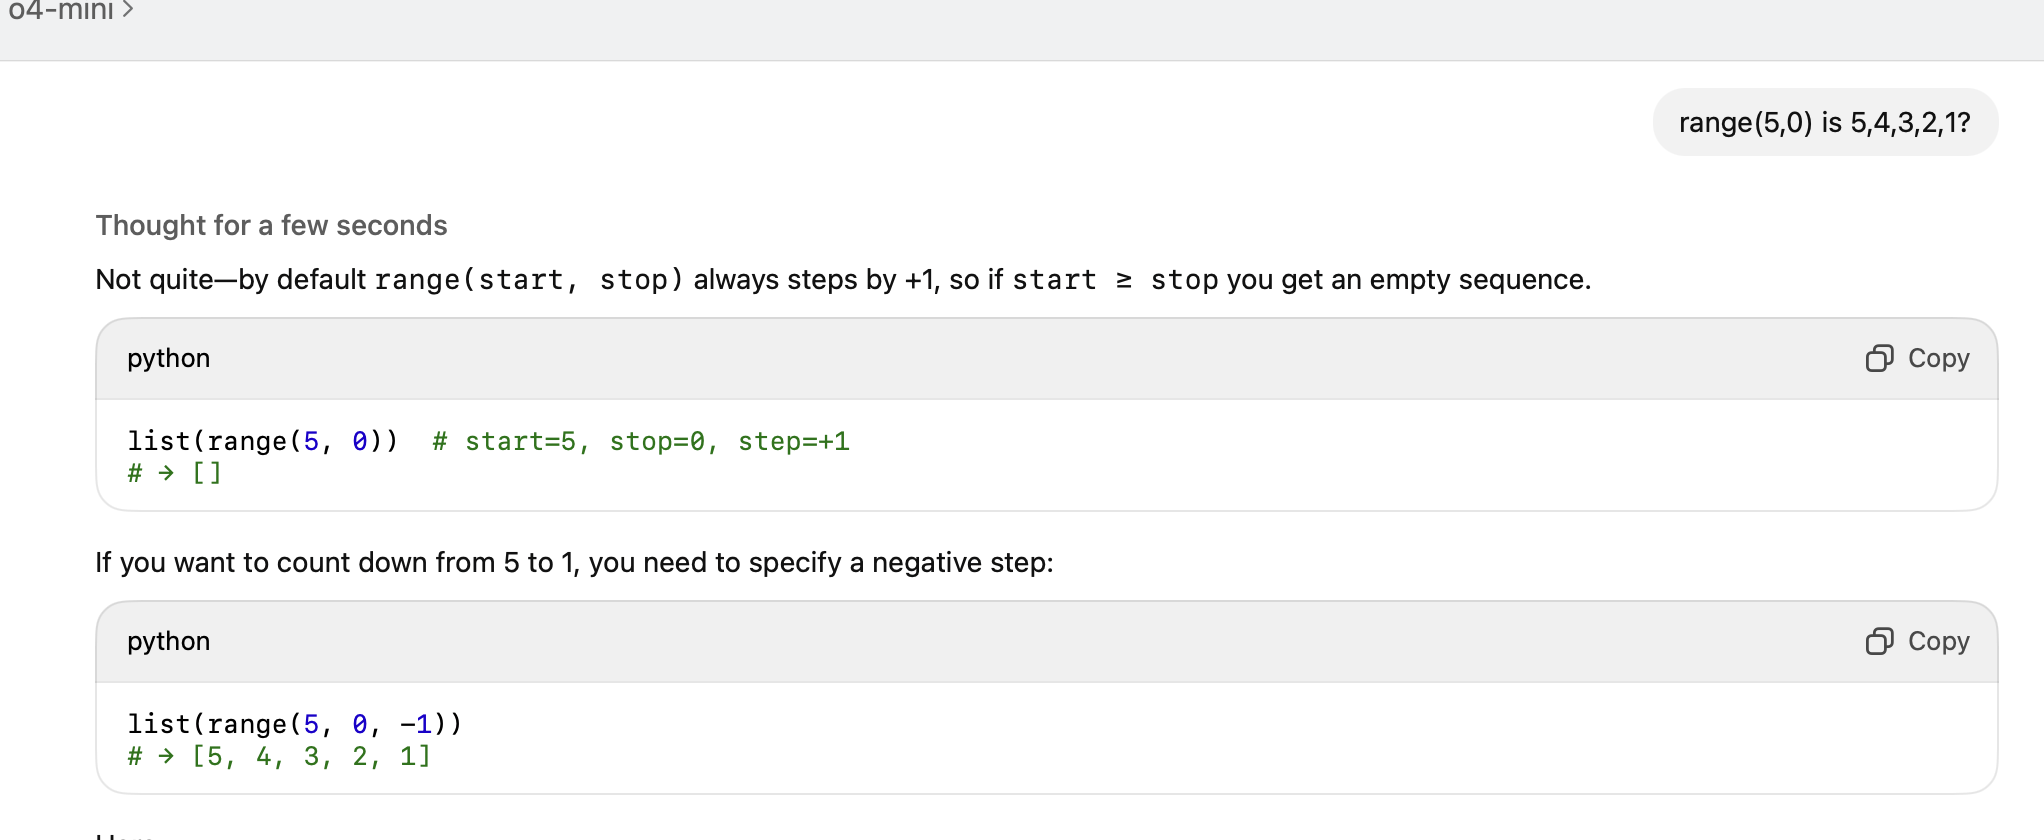 o4-mini >
range(5,0) is 5,4,3,2,1?
Thought for a few seconds
Not quite—by default range(start, stop) always steps by +1, so if start ≥ stop you get an empty sequence.
python
Copy
list(range(5, 0))  # start=5, stop=0, step=+1
# → []
If you want to count down from 5 to 1, you need to specify a negative step:
python
Copy
list(range(5, 0, -1))
# → [5, 4, 3, 2, 1]